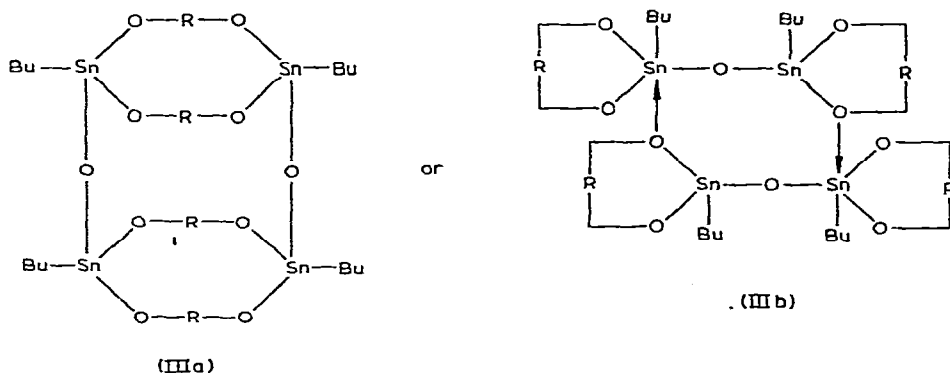 O—R—O
Bu—Sn Sn—Bu
O—R—O
O O
O—R—O
Bu—Sn Sn—Bu
O—R—O
(IIIa)
or
Bu Bu
O O
R Sn—O—Sn R
O O
O O
R Sn—O—Sn R
O Bu Bu O
.(IIIb)